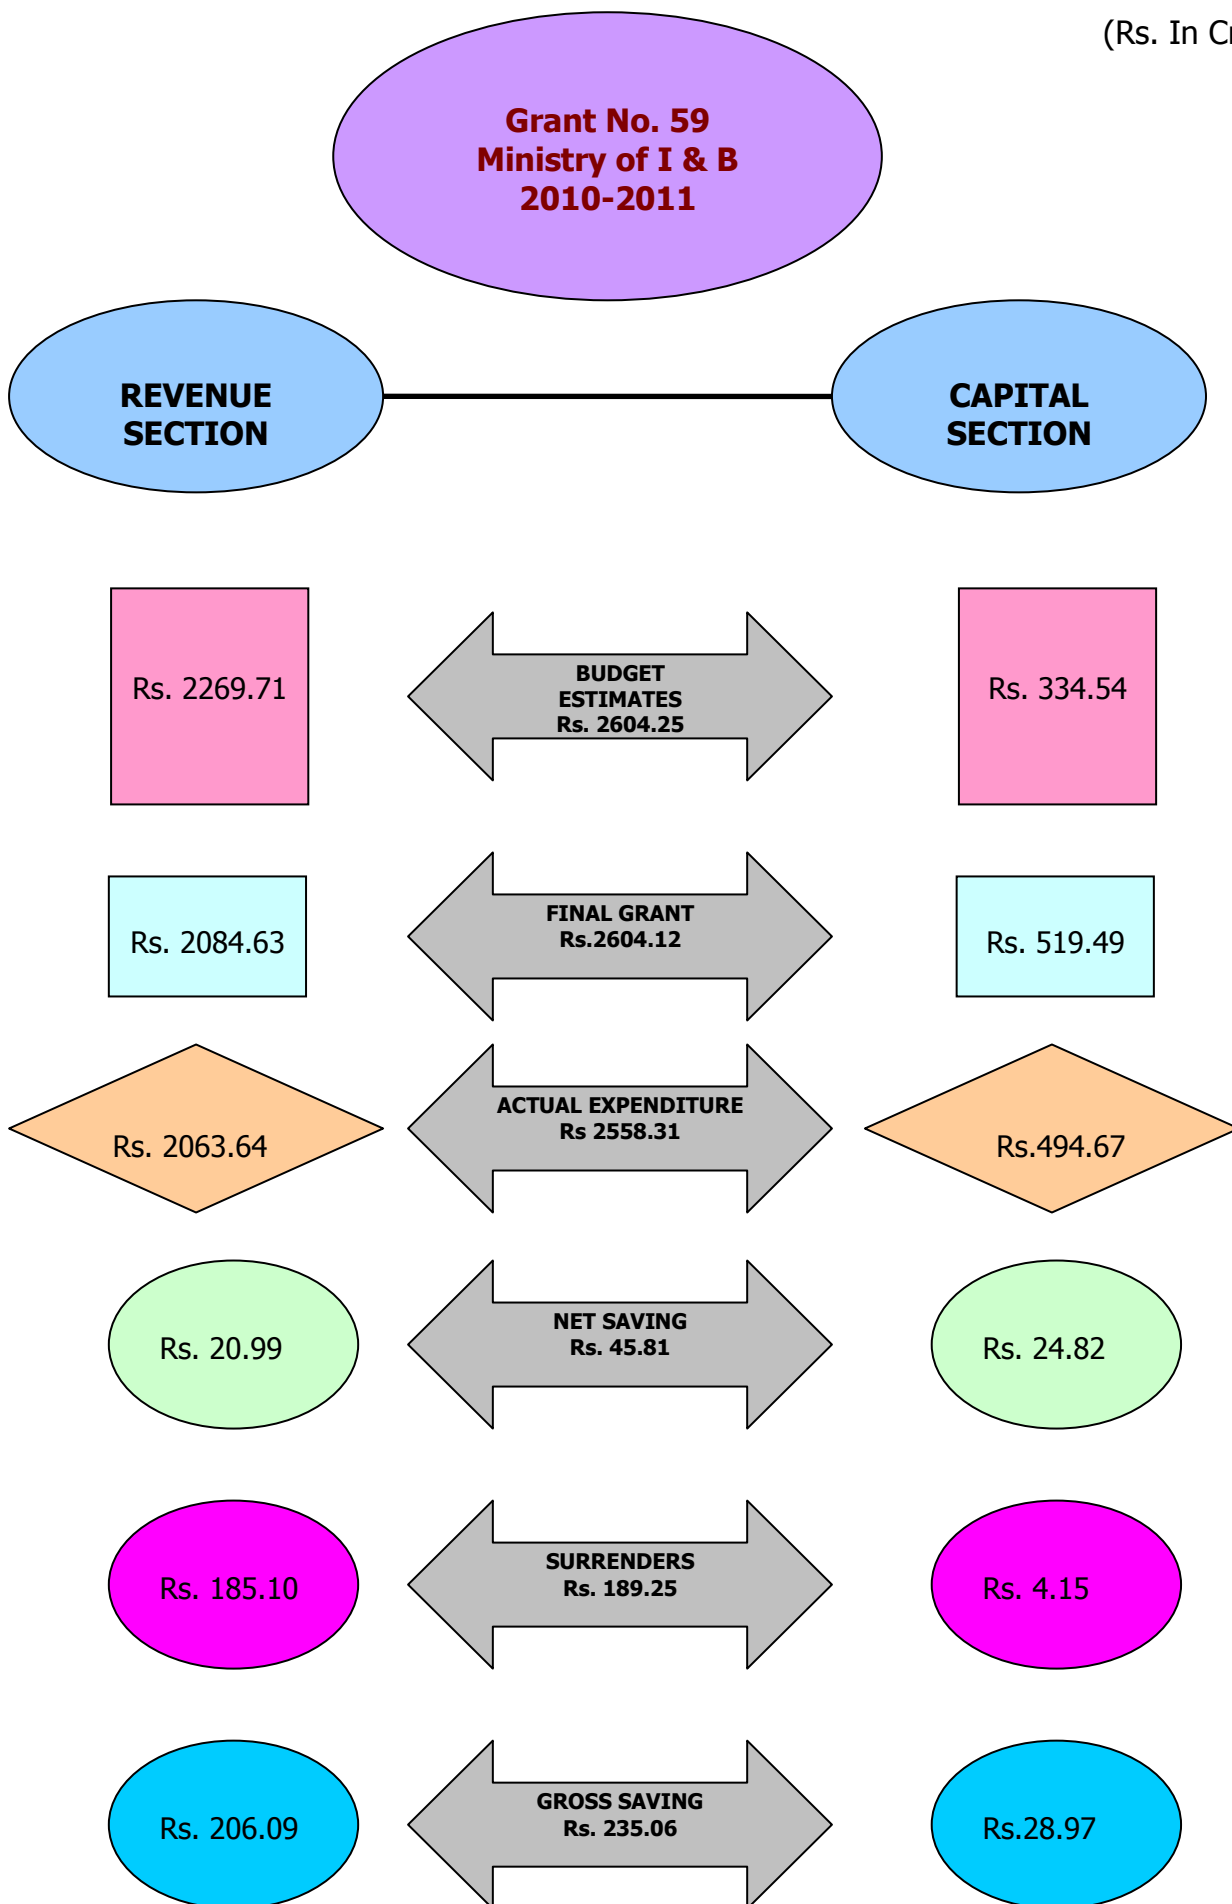 (Rs. In Cr
Grant No. 59
Ministry of I & B
2010-2011
REVENUE
SECTION
CAPITAL
SECTION
Rs. 2269.71
BUDGET
ESTIMATES
Rs. 2604.25
Rs. 334.54
Rs. 2084.63
FINAL GRANT
Rs.2604.12
Rs. 519.49
Rs. 2063.64
ACTUAL EXPENDITURE
Rs 2558.31
Rs.494.67
Rs. 20.99
NET SAVING
Rs. 45.81
Rs. 24.82
Rs. 185.10
SURRENDERS
Rs. 189.25
Rs. 4.15
Rs. 206.09
GROSS SAVING
Rs. 235.06
Rs.28.97